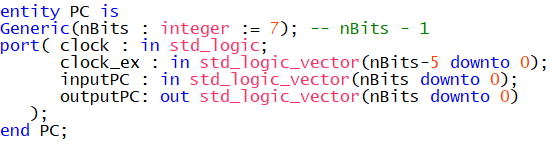 entity PC is
Generic(nBits : integer := 7); -- nBits - 1
port( clock : in std_logic;
      clock_ex : in std_logic_vector(nBits-5 downto 0);
      inputPC : in std_logic_vector(nBits downto 0);
      outputPC: out std_logic_vector(nBits downto 0)
   );
end PC;